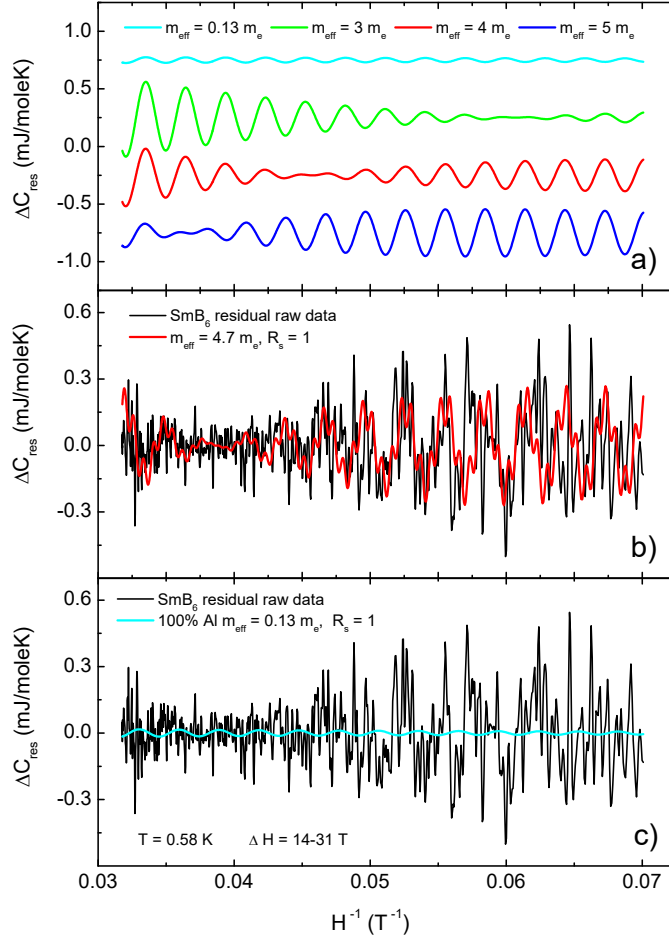 m_eff = 0.13 m_e m_eff = 3 m_e m_eff = 4 m_e m_eff = 5 m_e
1.0
0.5
0.0
-0.5
-1.0
ΔC_res (mJ/moleK)
a)
SmB_6 residual raw data
m_eff = 4.7 m_e, R_s = 1
0.6
0.3
0.0
-0.3
ΔC_res (mJ/moleK)
b)
SmB_6 residual raw data
100% Al m_eff = 0.13 m_e, R_s = 1
0.6
0.3
0.0
-0.3
ΔC_res (mJ/moleK)
T = 0.58 K Δ H = 14-31 T
c)
0.03 0.04 0.05 0.06 0.07
H^-1 (T^-1)